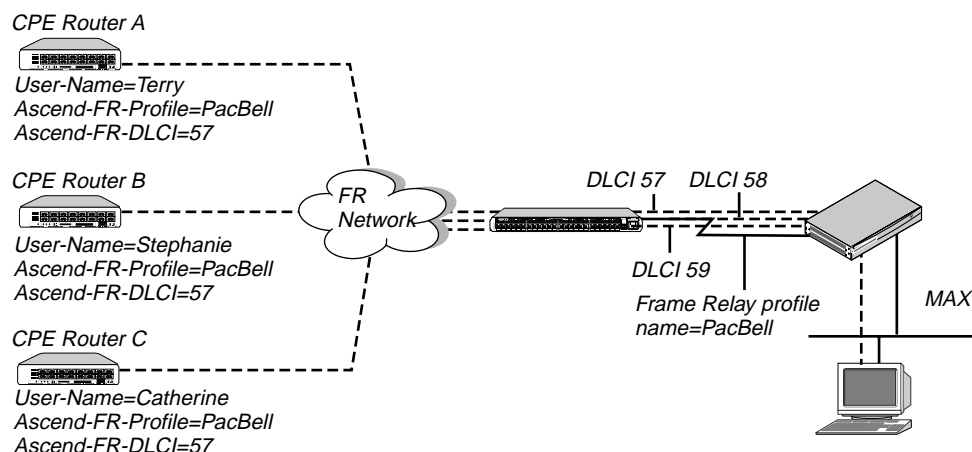 CPE Router A
User-Name=Terry
Ascend-FR-Profile=PacBell
Ascend-FR-DLCI=57
CPE Router B
User-Name=Stephanie
Ascend-FR-Profile=PacBell
Ascend-FR-DLCI=57
CPE Router C
User-Name=Catherine
Ascend-FR-Profile=PacBell
Ascend-FR-DLCI=57
FR
Network
DLCI 57
DLCI 58
DLCI 59
Frame Relay profile
name=PacBell
MAX